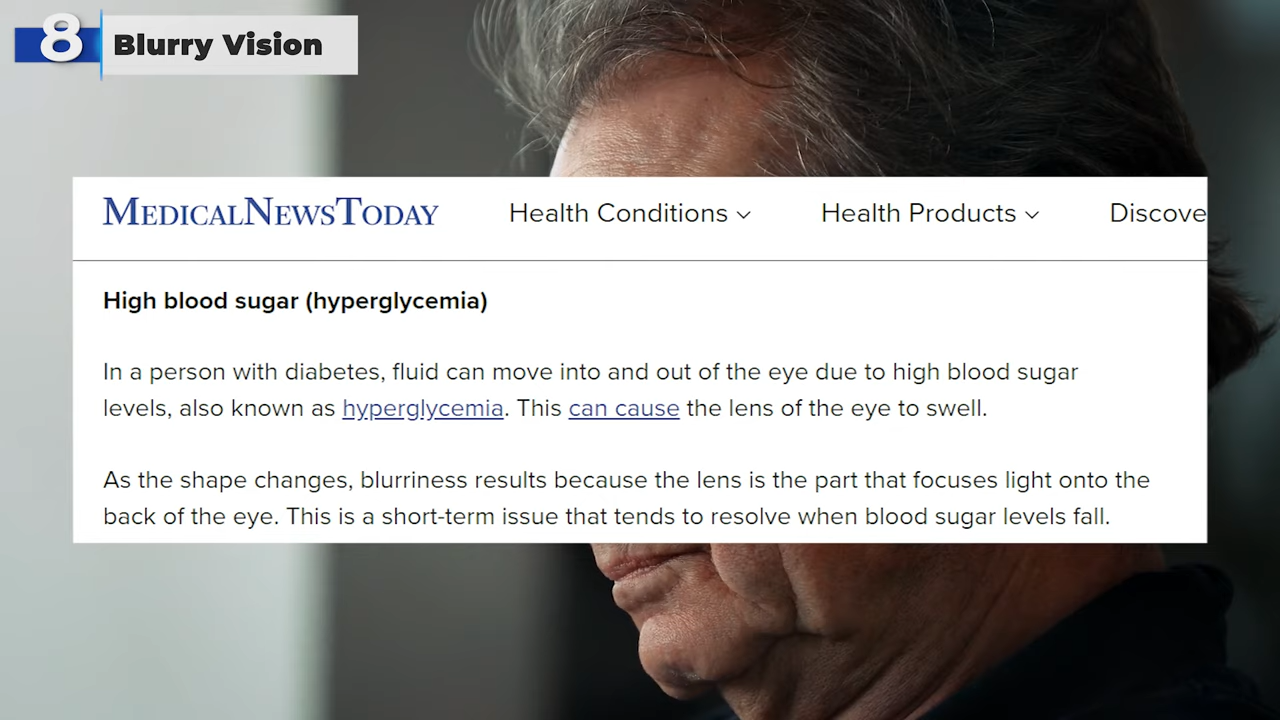 8
Blurry Vision
MEDICALNEWSTODAY Health Conditions Health Products Discove
High blood sugar (hyperglycemia)
In a person with diabetes, fluid can move into and out of the eye due to high blood sugar
levels, also known as hyperglycemia. This can cause the lens of the eye to swell.
As the shape changes, blurriness results because the lens is the part that focuses light onto the
back of the eye. This is a short-term issue that tends to resolve when blood sugar levels fall.